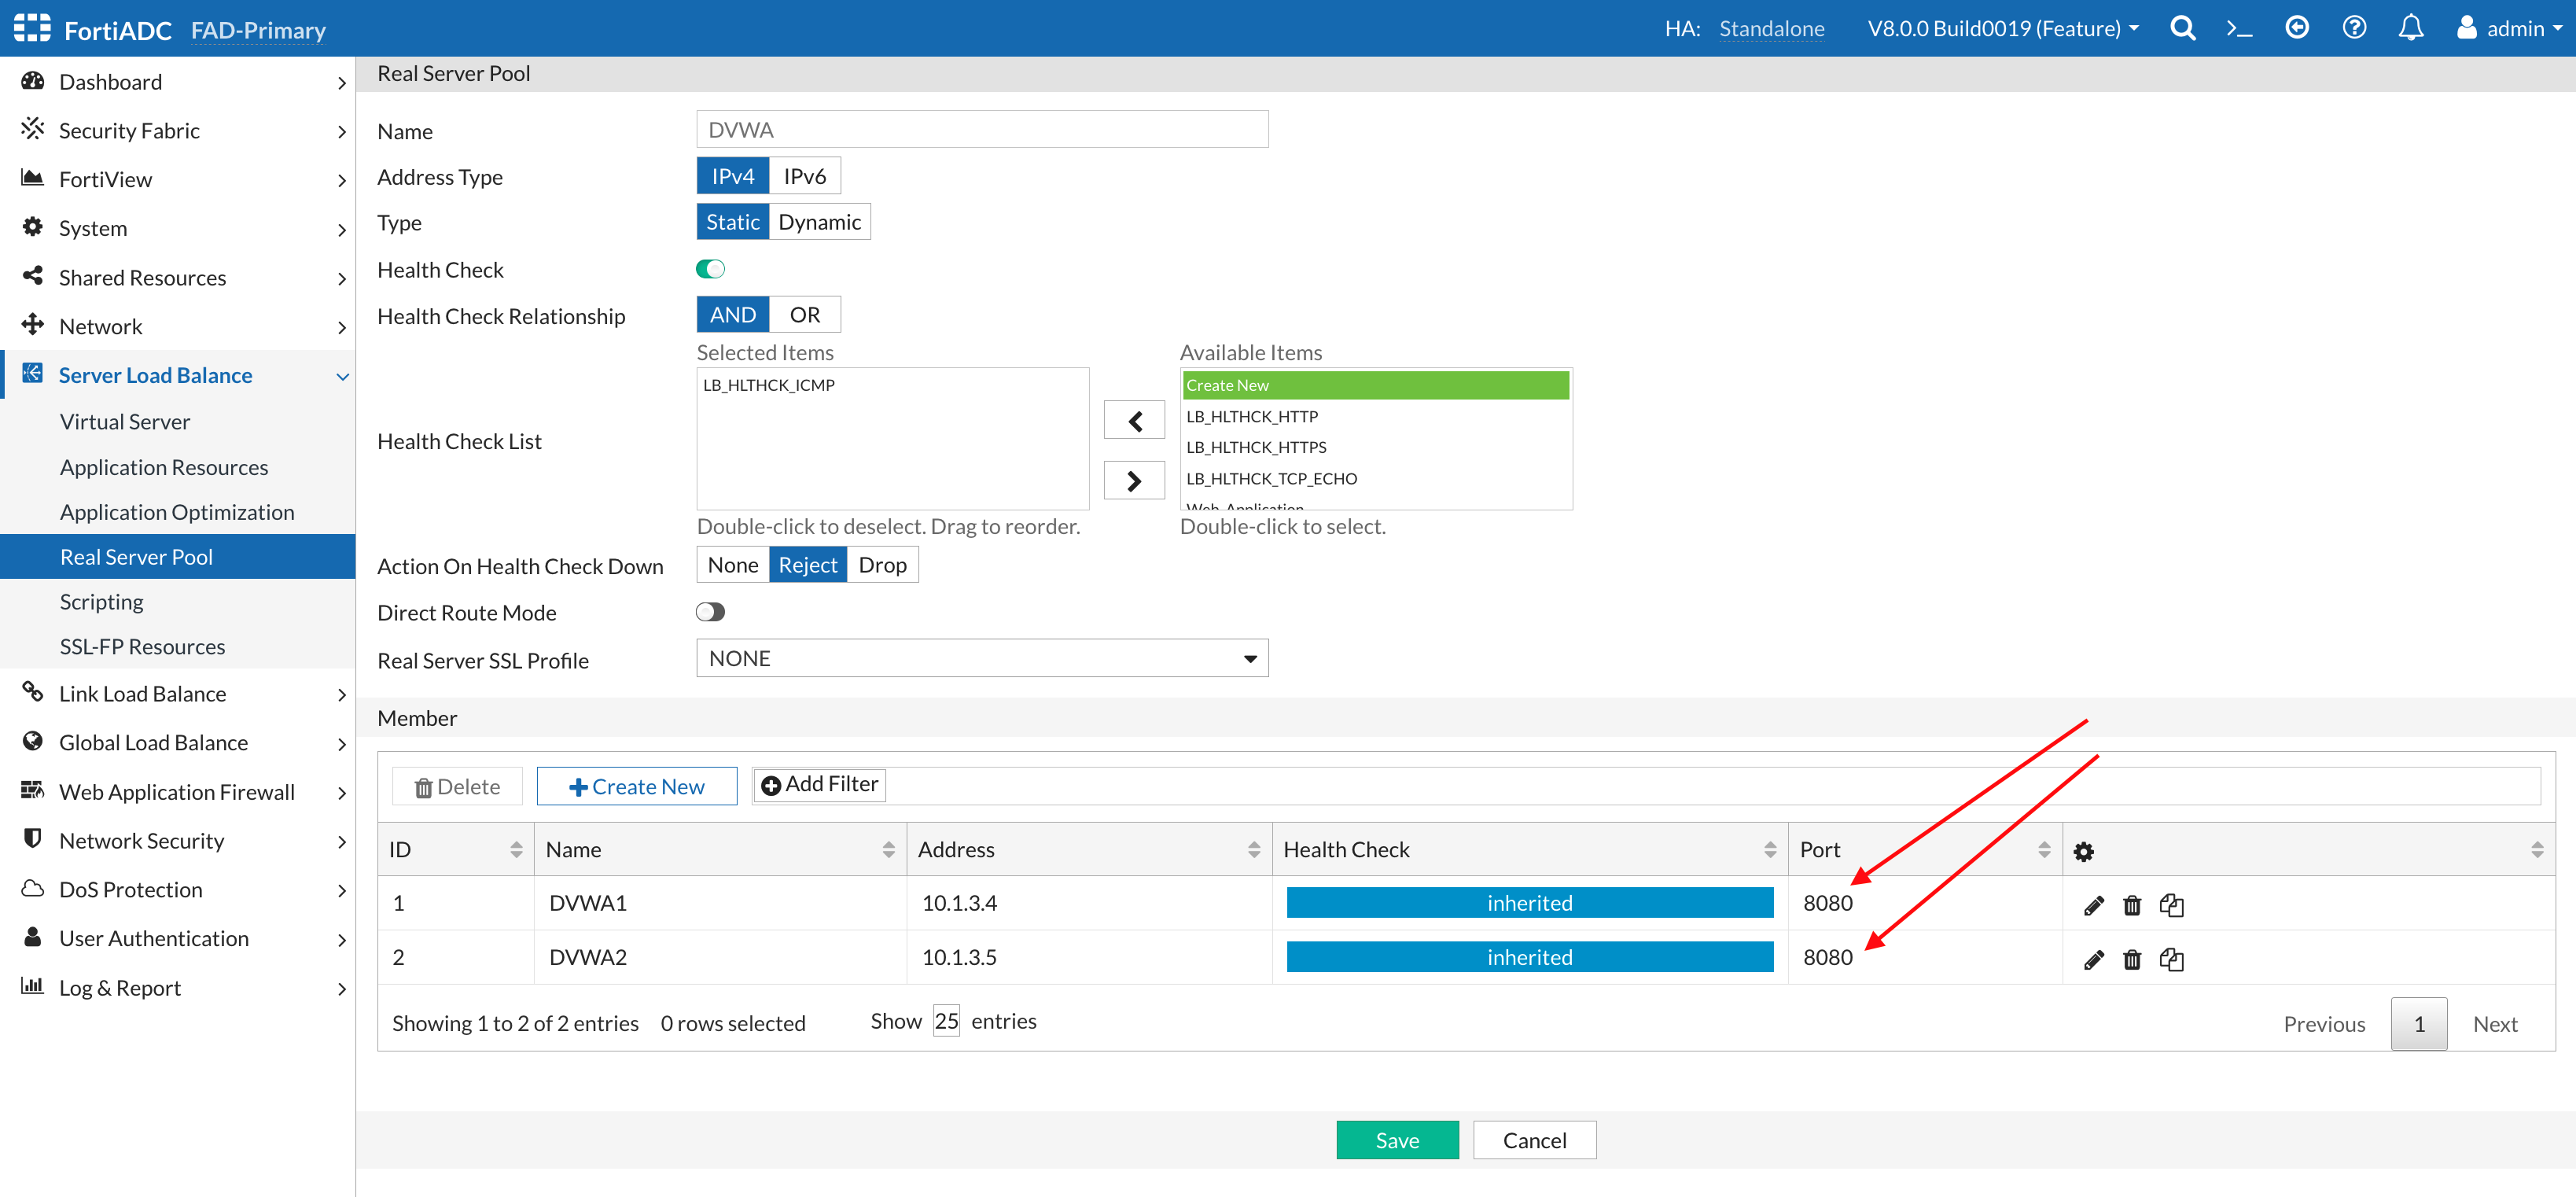 FortiADC FAD-Primary HA: Standalone V8.0.0 Build0019 (Feature) admin
Dashboard
Security Fabric
FortiView
System
Shared Resources
Network
Server Load Balance
Virtual Server
Application Resources
Application Optimization
Real Server Pool
Scripting
SSL-FP Resources
Link Load Balance
Global Load Balance
Web Application Firewall
Network Security
DoS Protection
User Authentication
Log & Report
Real Server Pool
Name DVWA
Address Type IPv4 IPv6
Type Static Dynamic
Health Check
Health Check Relationship AND OR
Selected Items Available Items
LB_HLTHCK_ICMP Create New
LB_HLTHCK_HTTP
Health Check List LB_HLTHCK_HTTPS
LB_HLTHCK_TCP_ECHO
Web_Application
Double-click to deselect. Drag to reorder. Double-click to select.
Action On Health Check Down None Reject Drop
Direct Route Mode
Real Server SSL Profile NONE
Member
Delete Create New Add Filter
ID Name Address Health Check Port
1 DVWA1 10.1.3.4 inherited 8080
2 DVWA2 10.1.3.5 inherited 8080
Showing 1 to 2 of 2 entries 0 rows selected Show 25 entries Previous 1 Next
Save Cancel